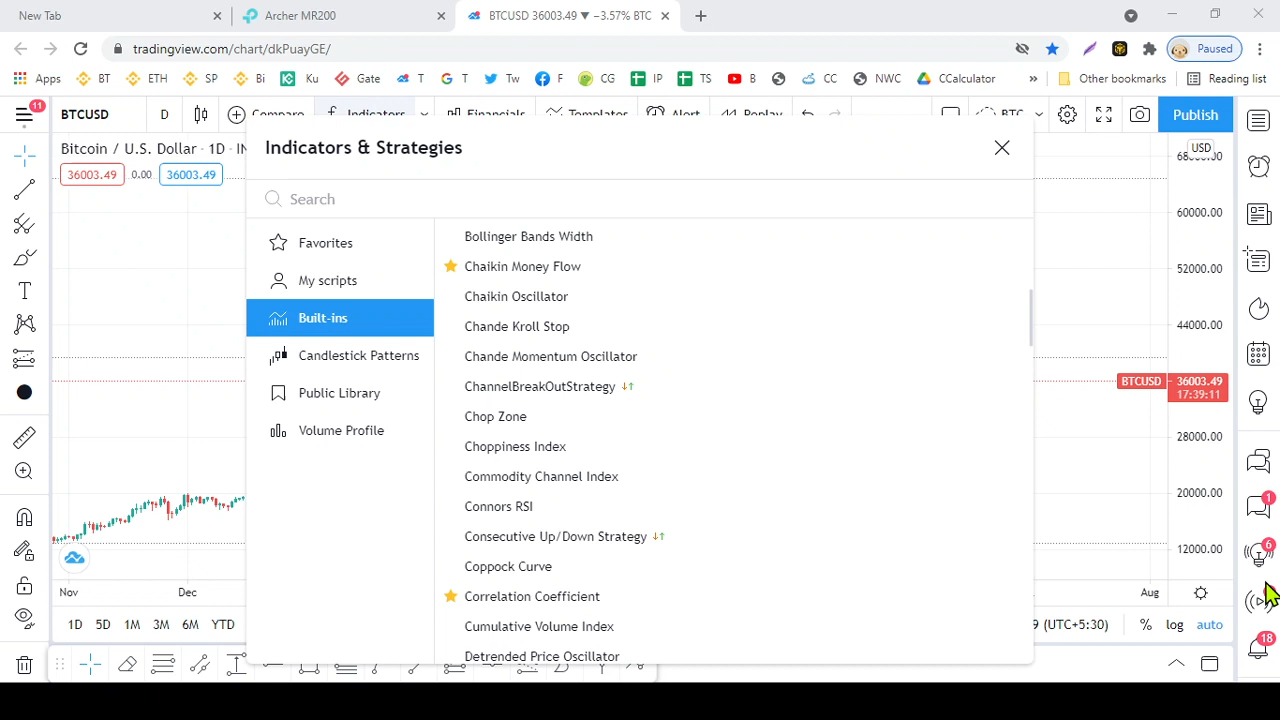 New Tab
Archer MR200
BTCUSD 36003.49 ▼ −3.57% BTC
tradingview.com/chart/dkPuayGE/
Paused
Apps BT ETH SP Bi Ku Gate T T Tw F CG IP TS B CC NWC CCalculator » Other bookmarks Reading list
11 BTCUSD D Compare Indicators Financials Templates Alert Replay BTC Publish
Bitcoin / U.S. Dollar · 1D · IN
36003.49 0.00 36003.49
Indicators & Strategies
Search
Favorites
My scripts
Built-ins
Candlestick Patterns
Public Library
Volume Profile
Bollinger Bands Width
Chaikin Money Flow
Chaikin Oscillator
Chande Kroll Stop
Chande Momentum Oscillator
ChannelBreakOutStrategy
Chop Zone
Choppiness Index
Commodity Channel Index
Connors RSI
Consecutive Up/Down Strategy
Coppock Curve
Correlation Coefficient
Cumulative Volume Index
Detrended Price Oscillator
USD
68000.00
60000.00
52000.00
44000.00
BTCUSD 36003.49
17:39:11
28000.00
20000.00
12000.00
Nov Dec Aug
1D 5D 1M 3M 6M YTD 9 (UTC+5:30) % log auto
1
6
18